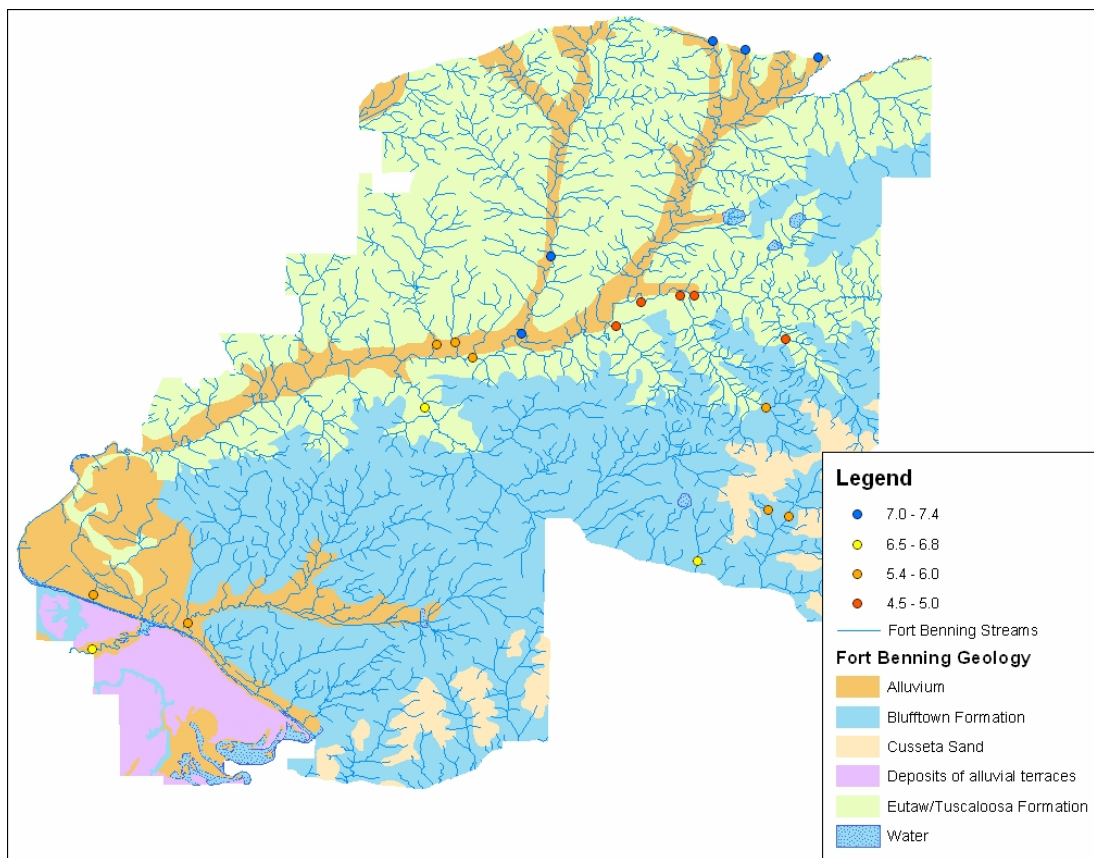 Legend
7.0 - 7.4
6.5 - 6.8
5.4 - 6.0
4.5 - 5.0
Fort Benning Streams
Fort Benning Geology
Alluvium
Blufftown Formation
Cusseta Sand
Deposits of alluvial terraces
Eutaw/Tuscaloosa Formation
Water